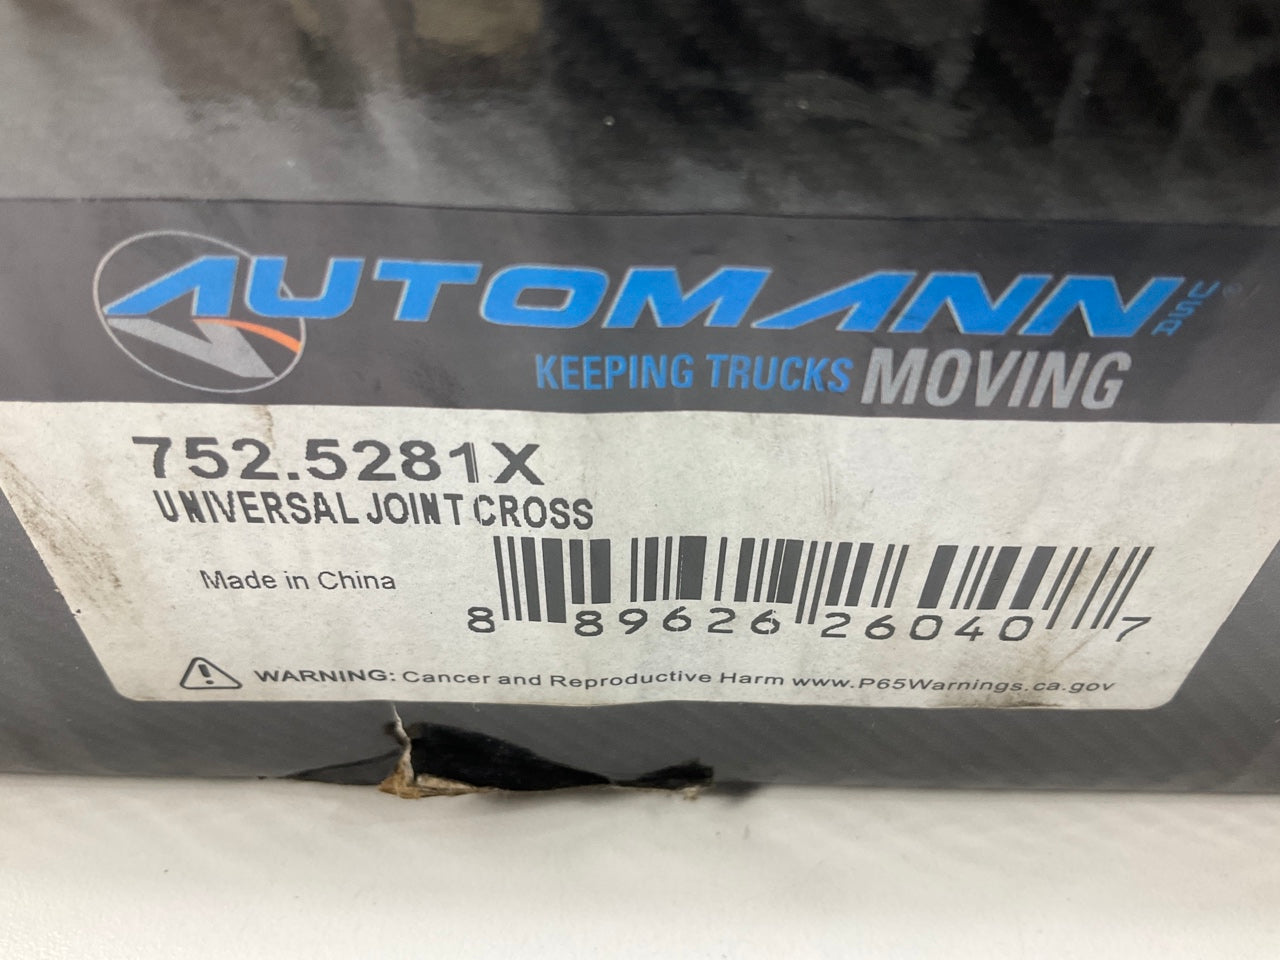 AUTOMANN USA®
KEEPING TRUCKS MOVING
752.5281X
UNIVERSAL JOINT CROSS
Made in China
8 89626 26040 7
WARNING: Cancer and Reproductive Harm www.P65Warnings.ca.gov